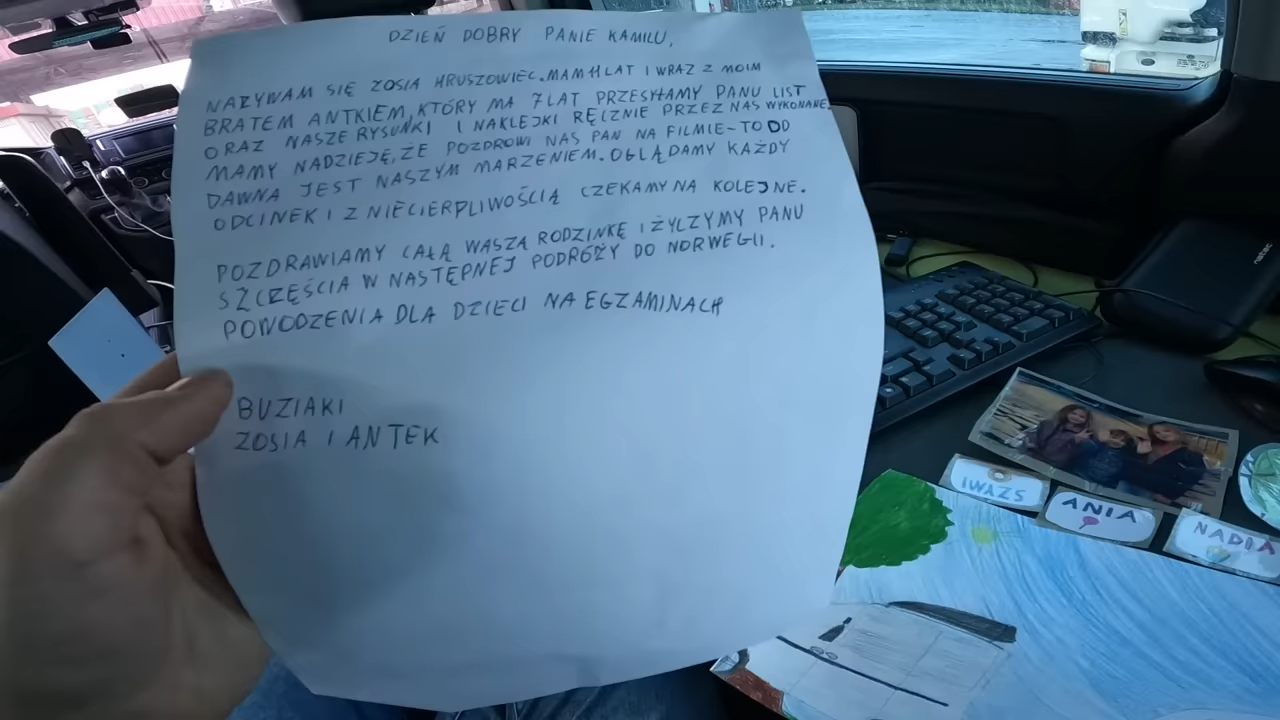 DZIEŃ DOBRY PANIE KAMILU,
NAZYWAM SIĘ ZOSIA HRUSZOWIEC. MAM 11 LAT I WRAZ Z MOIM
BRATEM ANTKIEM, KTÓRY MA 7 LAT PRZESYŁAMY PANU LIST
ORAZ NASZE RYSUNKI I NAKLEJKI RĘCZNIE PRZEZ NAS WYKONANE.
MAMY NADZIEJĘ, ŻE POZDROWI NAS PAN NA FILMIE - TO OD
DAWNA JEST NASZYM MARZENIEM. OGLĄDAMY KAŻDY
ODCINEK I Z NIECIERPLIWOŚCIĄ CZEKAMY NA KOLEJNE.
POZDRAWIAMY CAŁĄ WASZĄ RODZINKĘ I ŻYCZYMY PANU
SZCZĘŚCIA W NASTĘPNEJ PODRÓŻY DO NORWEGII.
POWODZENIA DLA DZIECI NA EGZAMINACH
BUZIAKI
ZOSIA I ANTEK
ANIA
NADIA